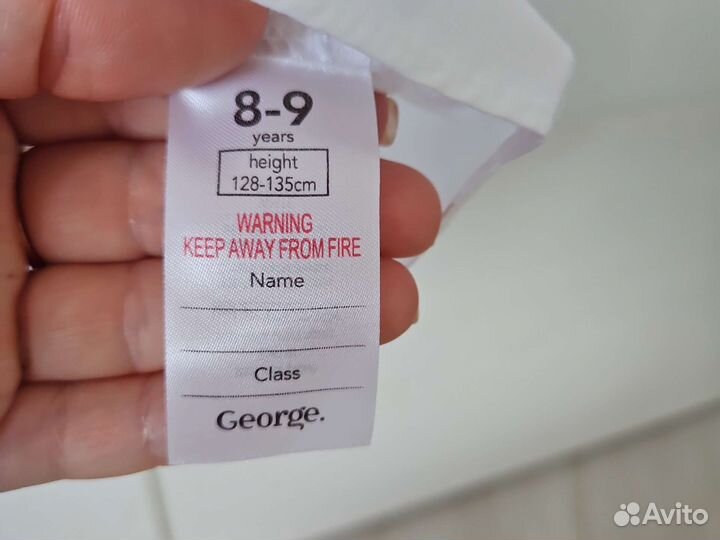 8-9
years
height
128-135cm
WARNING
KEEP AWAY FROM FIRE
Name
Class
George.
Avito